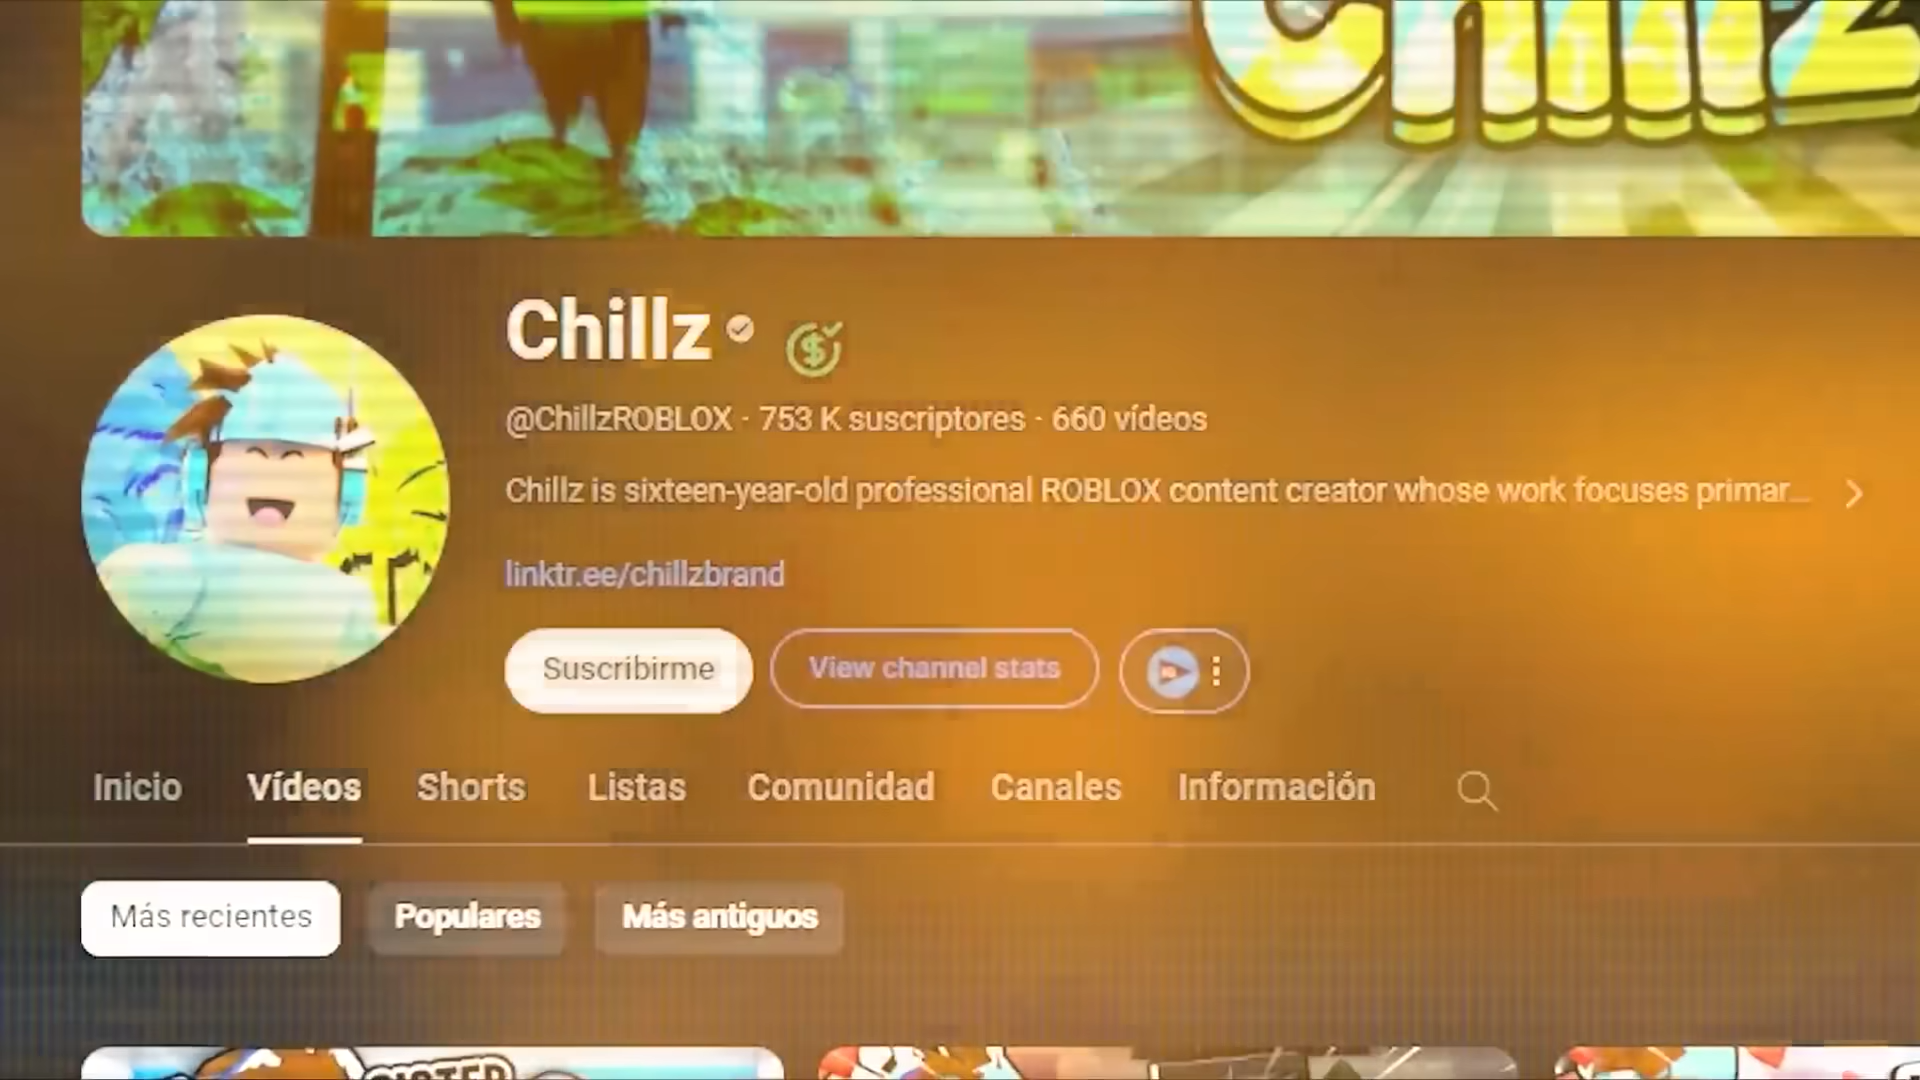 Chillz
Chillz
@ChillzROBLOX · 753 K suscriptores · 660 vídeos
Chillz is sixteen-year-old professional ROBLOX content creator whose work focuses primar...
linktr.ee/chillzbrand
Suscribirme View channel stats
Inicio Vídeos Shorts Listas Comunidad Canales Información
Más recientes Populares Más antiguos
SISTER